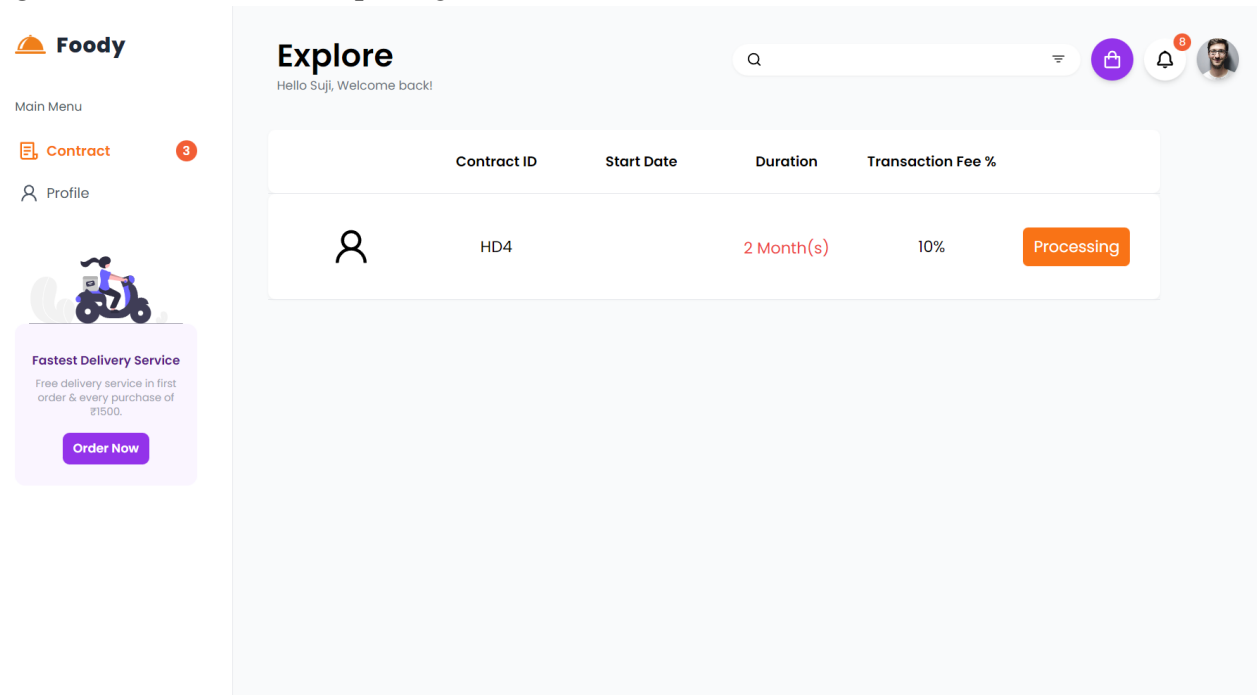 Foody
Main Menu
Contract 3
Profile
Fastest Delivery Service
Free delivery service in first
order & every purchase of
₹1500.
Order Now
Explore
Hello Suji, Welcome back!
8
Contract ID Start Date Duration Transaction Fee %
HD4 2 Month(s) 10% Processing